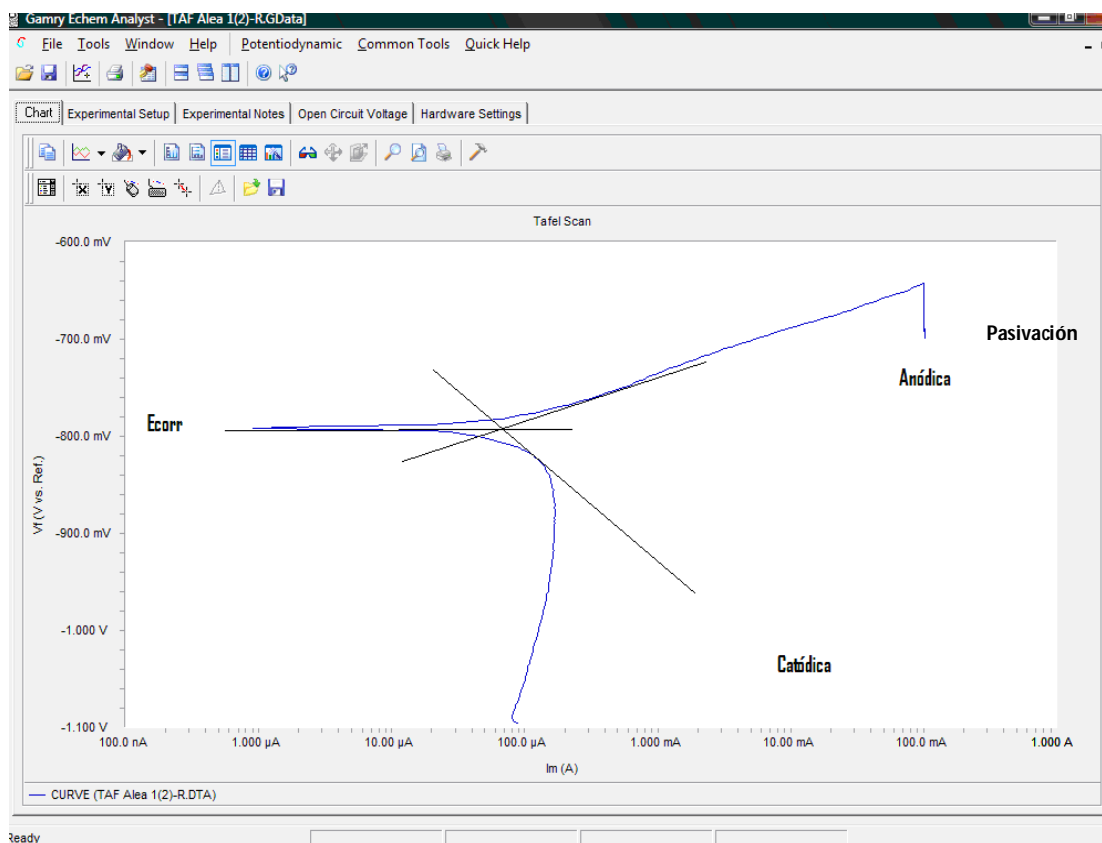 Gamry Echem Analyst - [TAF Alea 1(2)-R.GData]
File Tools Window Help Potentiodynamic Common Tools Quick Help
Chart Experimental Setup Experimental Notes Open Circuit Voltage Hardware Settings
Tafel Scan
-600.0 mV
-700.0 mV
Pasivación
Anódica
Ecorr
-800.0 mV
Vf (V vs. Ref.)
-900.0 mV
-1.000 V
Catódica
-1.100 V
100.0 nA 1.000 µA 10.00 µA 100.0 µA 1.000 mA 10.00 mA 100.0 mA 1.000 A
Im (A)
CURVE (TAF Alea 1(2)-R.DTA)
Ready